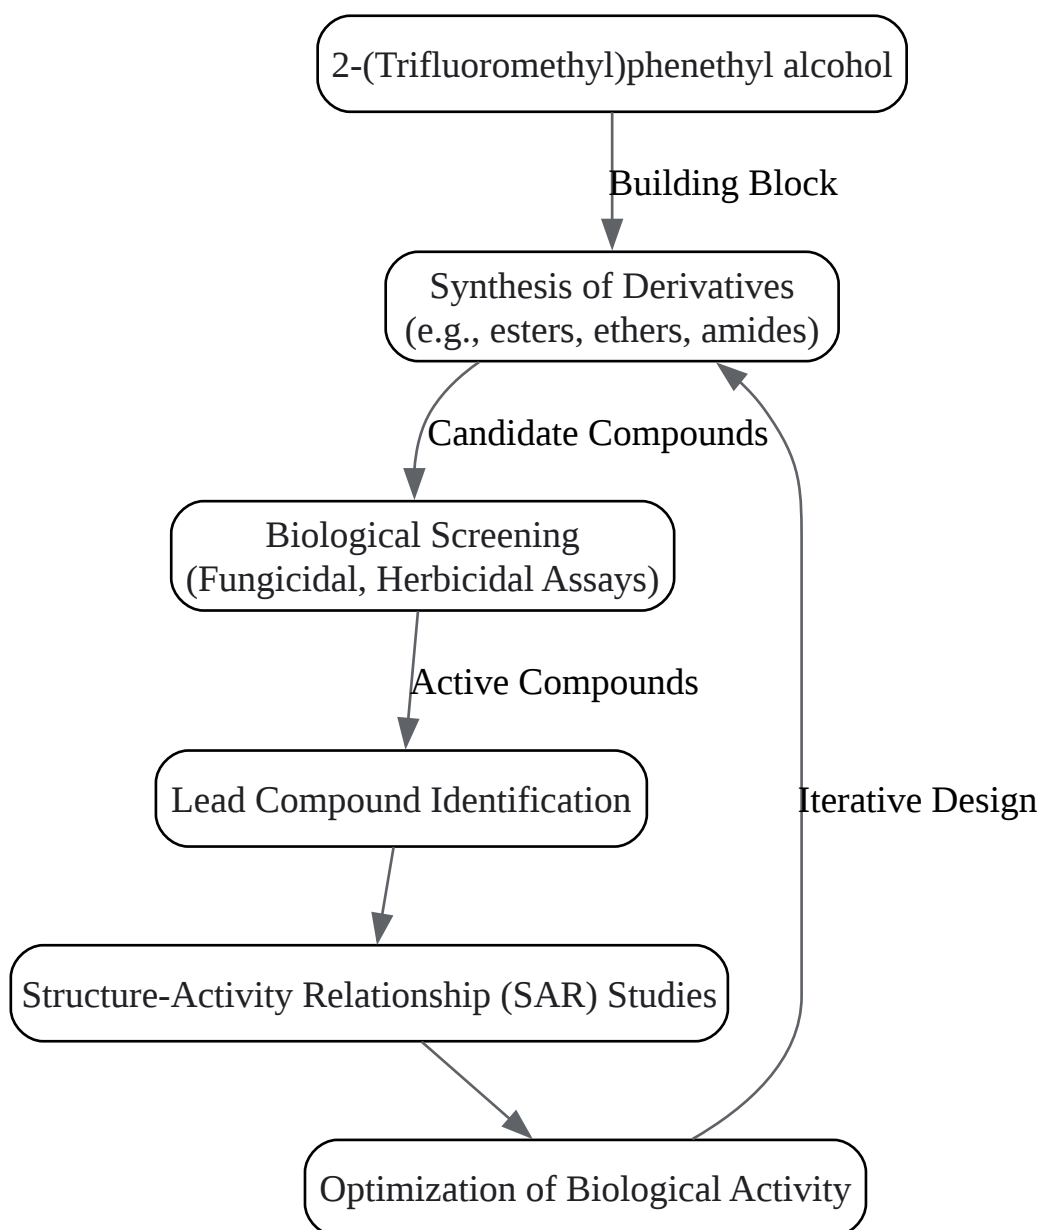 2-(Trifluoromethyl)phenethyl alcohol
Building Block
Synthesis of Derivatives
(e.g., esters, ethers, amides)
Candidate Compounds
Biological Screening
(Fungicidal, Herbicidal Assays)
Active Compounds
Lead Compound Identification
Iterative Design
Structure-Activity Relationship (SAR) Studies
Optimization of Biological Activity